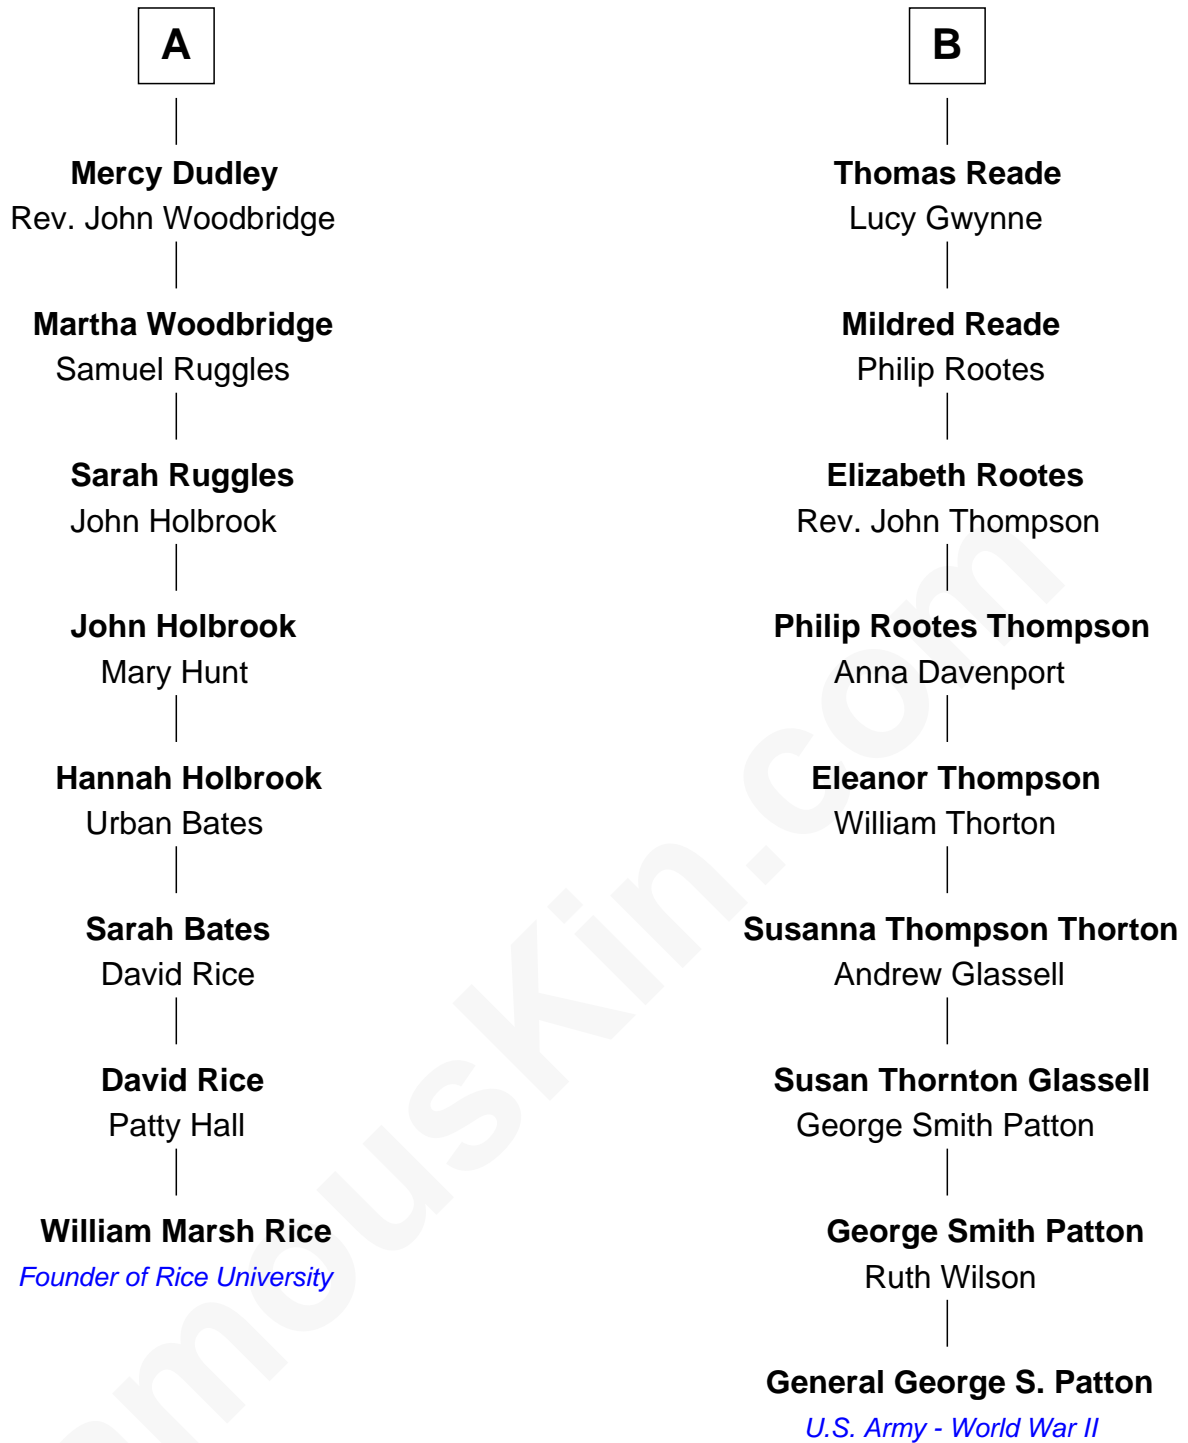 A
Mercy Dudley
Rev. John Woodbridge
Martha Woodbridge
Samuel Ruggles
Sarah Ruggles
John Holbrook
John Holbrook
Mary Hunt
Hannah Holbrook
Urban Bates
Sarah Bates
David Rice
David Rice
Patty Hall
William Marsh Rice
Founder of Rice University
B
Thomas Reade
Lucy Gwynne
Mildred Reade
Philip Rootes
Elizabeth Rootes
Rev. John Thompson
Philip Rootes Thompson
Anna Davenport
Eleanor Thompson
William Thorton
Susanna Thompson Thorton
Andrew Glassell
Susan Thornton Glassell
George Smith Patton
George Smith Patton
Ruth Wilson
General George S. Patton
U.S. Army - World War II
amouskin.com